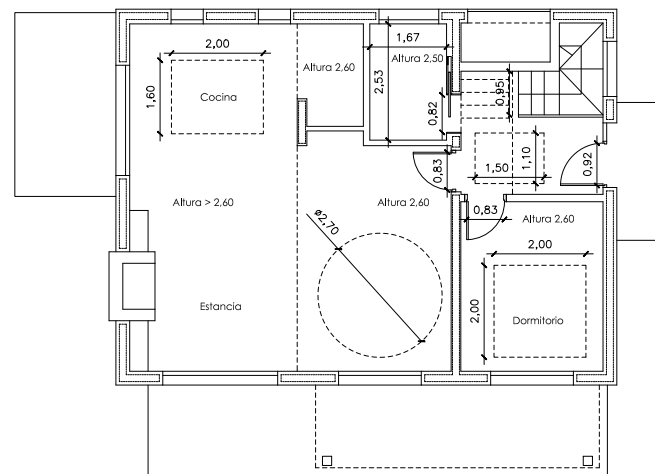 2,00
1,60
Cocina
Altura 2,60
1,67
Altura 2,50
2,53
0,82
0,95
1,50
1,10
0,92
0,83
Altura > 2,60
Altura 2,60
0,83
Altura 2,60
ø2,70
2,00
2,00
Estancia
Dormitorio